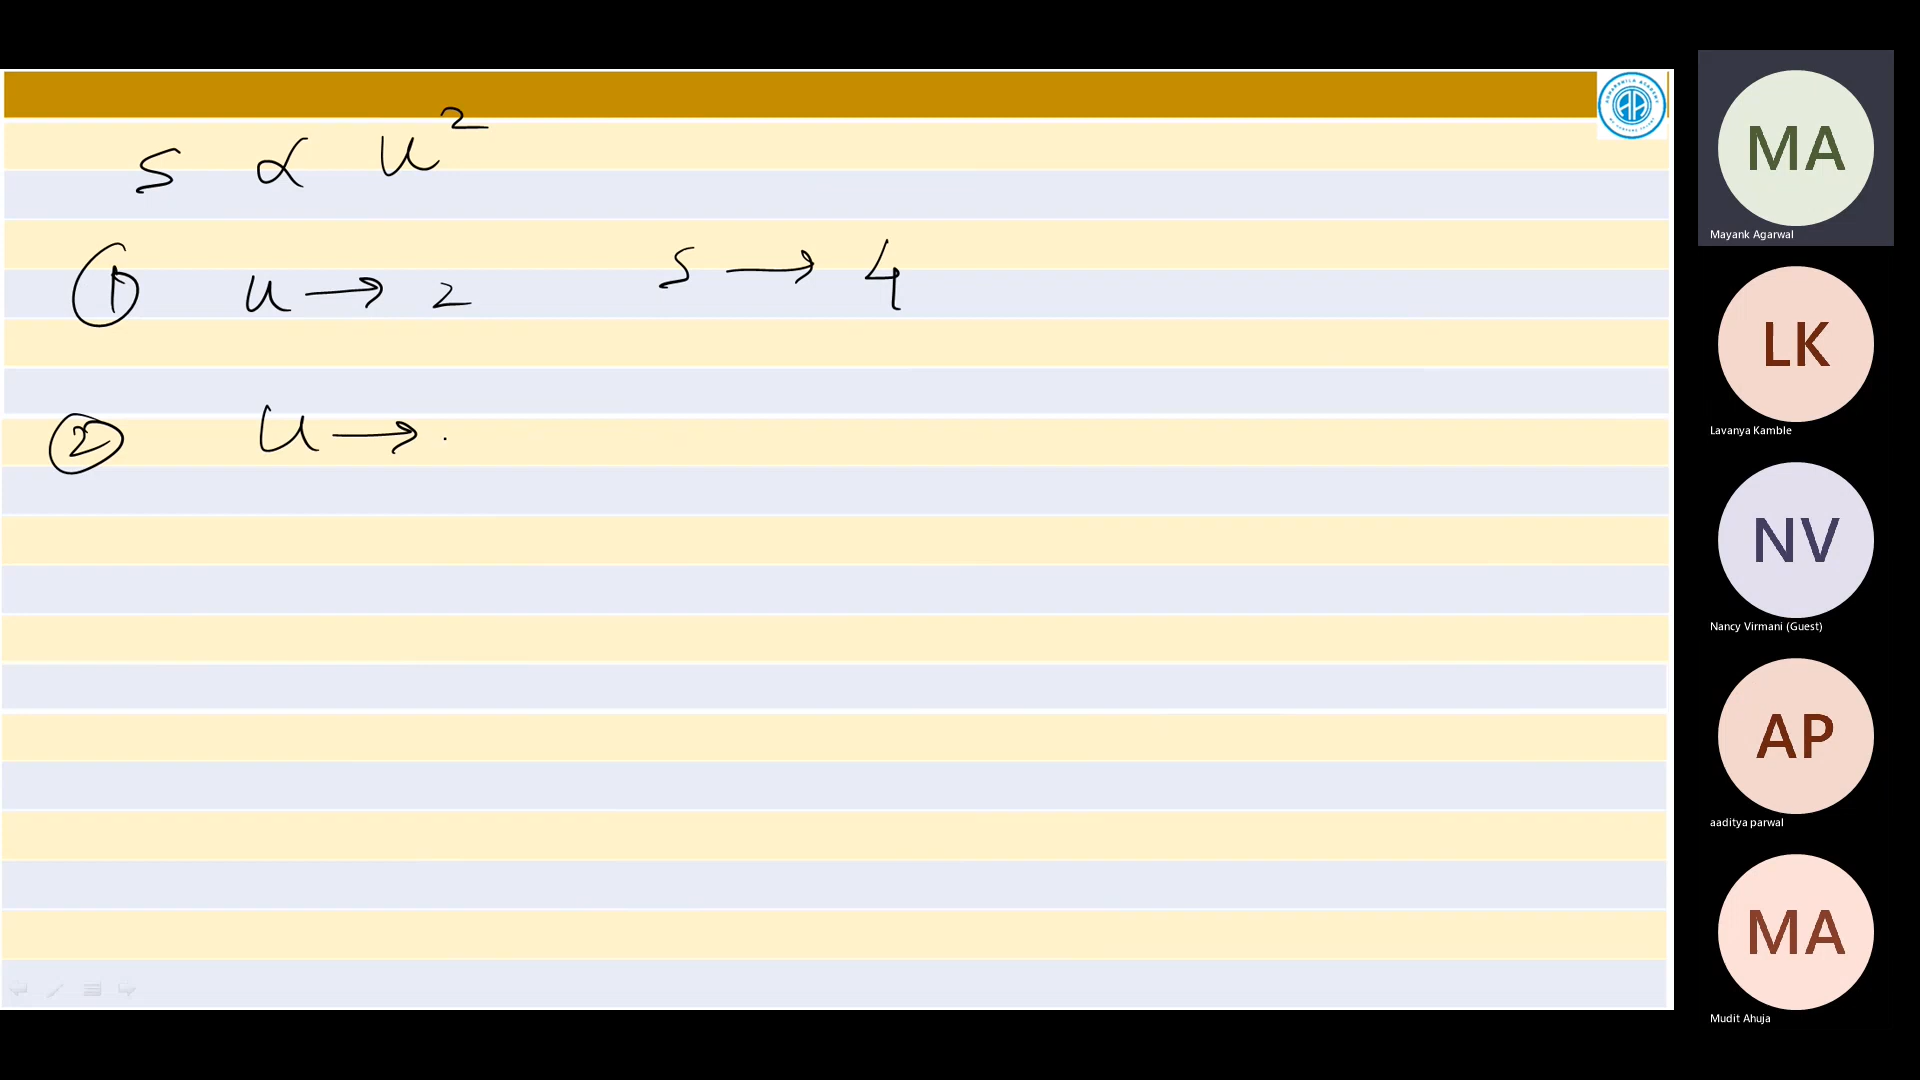 s ∝ u²
① u → 2 s → 4
② u →
MA
Mayank Agarwal
LK
Lavanya Kamble
NV
Nancy Virmani (Guest)
AP
aaditya parwal
MA
Mudit Ahuja